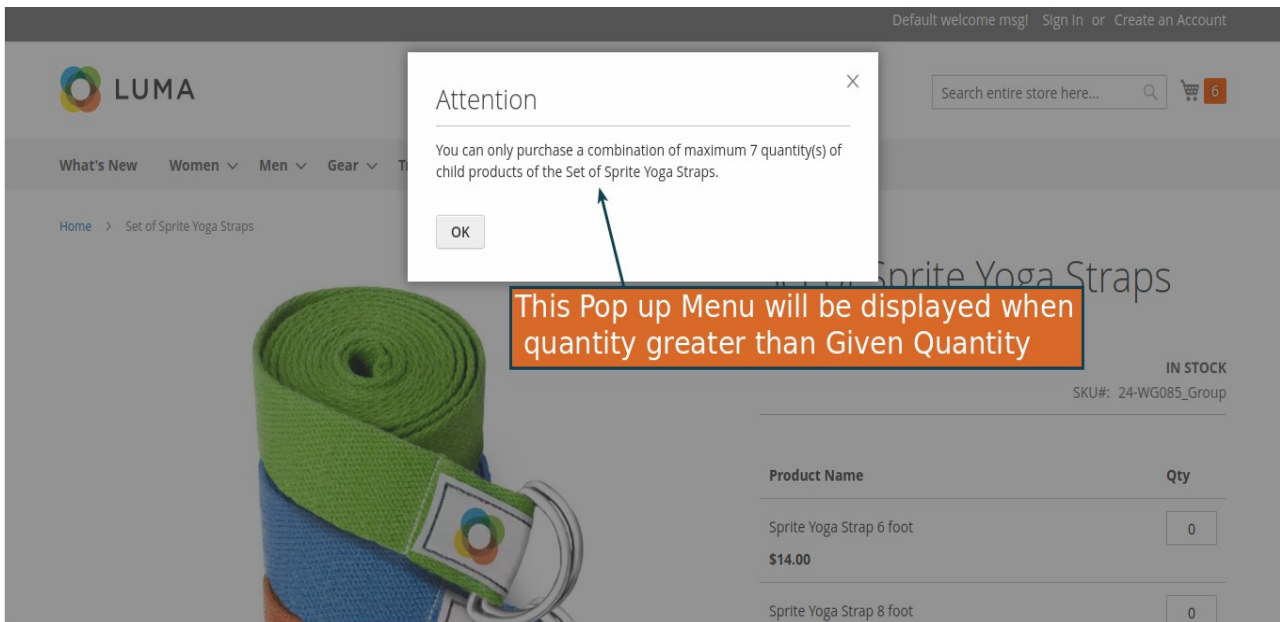 Default welcome msg! Sign In or Create an Account
LUMA
Search entire store here...
6
What's New Women Men Gear
Attention
You can only purchase a combination of maximum 7 quantity(s) of
child products of the Set of Sprite Yoga Straps.
OK
Home > Set of Sprite Yoga Straps
Sprite Yoga Straps
This Pop up Menu will be displayed when
quantity greater than Given Quantity
IN STOCK
SKU#: 24-WG085_Group
Product Name Qty
Sprite Yoga Strap 6 foot 0
$14.00
Sprite Yoga Strap 8 foot 0